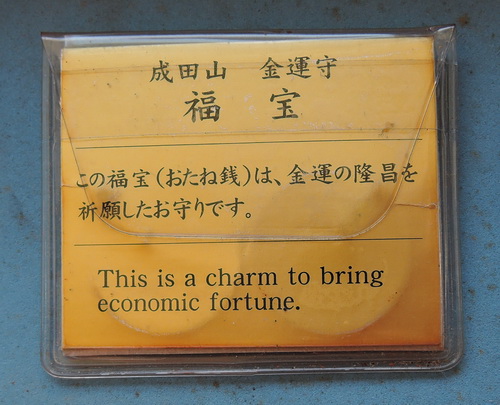 成田山 金運守
福 宝
この福宝(おたね銭)は、金運の隆昌を
祈願したお守りです。
This is a charm to bring
economic fortune.